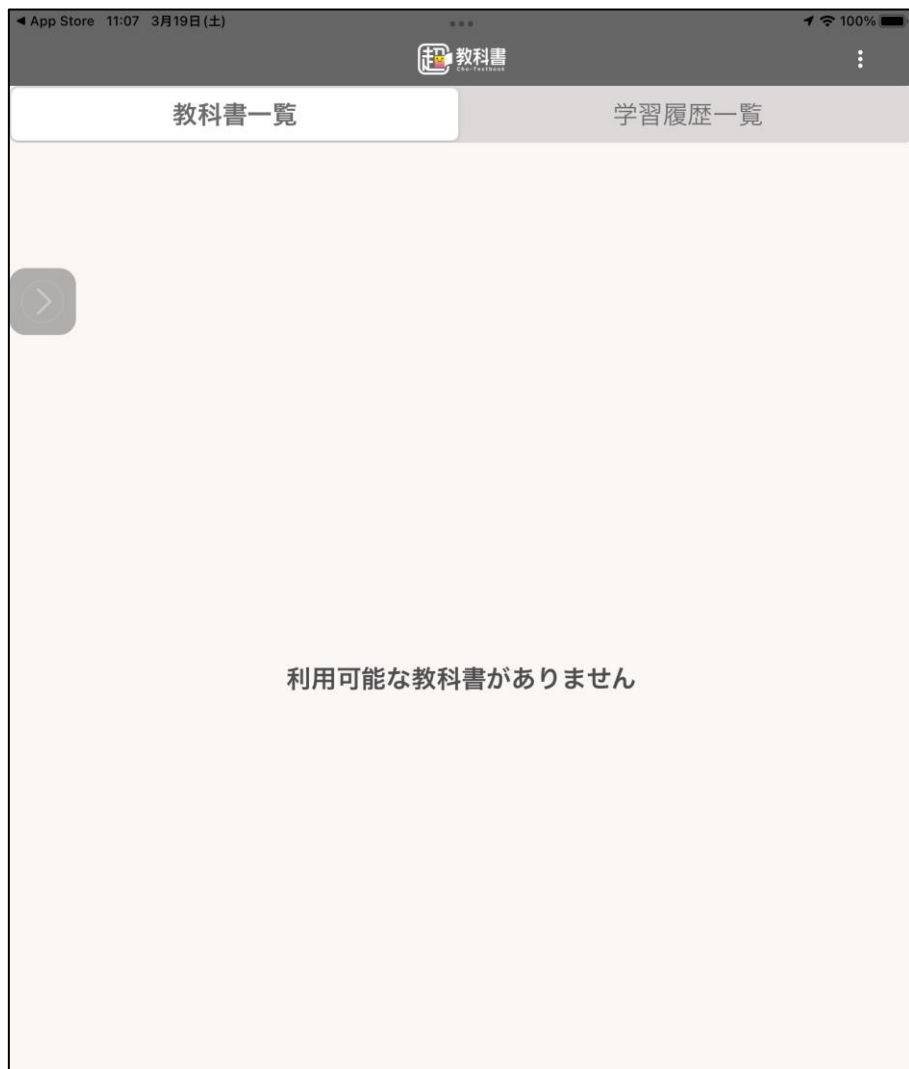 ◀ App Store 11:07 3月19日(土) 100%
超教科書
Cho-Textbook
教科書一覧 学習履歴一覧
利用可能な教科書がありません